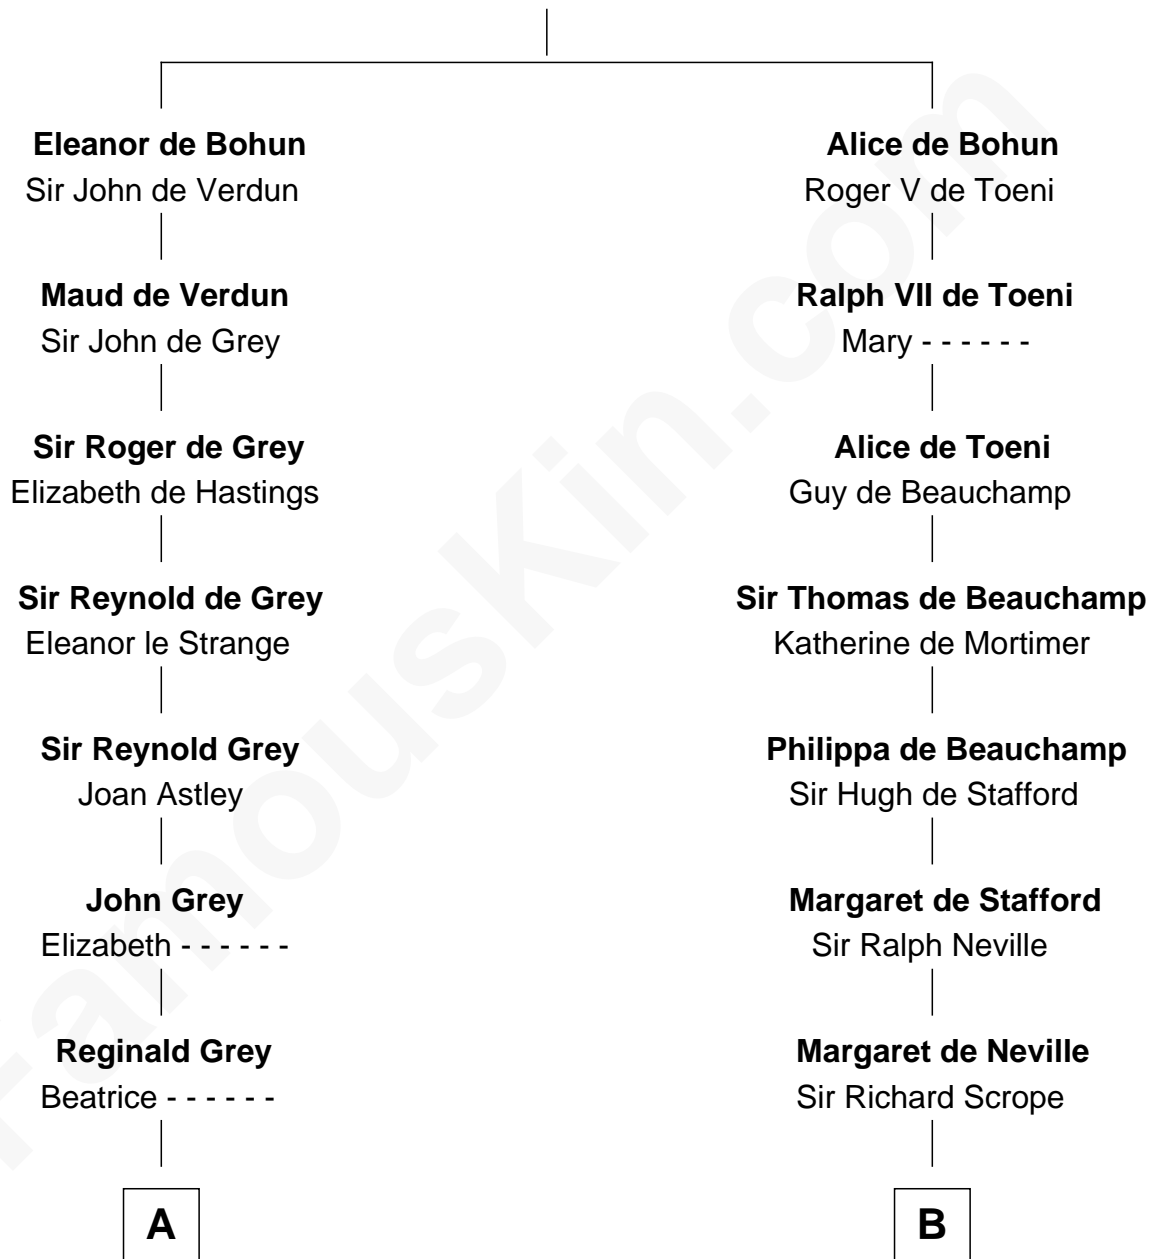 Eleanor de Bohun
Sir John de Verdun
Maud de Verdun
Sir John de Grey
Sir Roger de Grey
Elizabeth de Hastings
Sir Reynold de Grey
Eleanor le Strange
Sir Reynold Grey
Joan Astley
John Grey
Elizabeth - - - - - -
Reginald Grey
Beatrice - - - - - -
A
Alice de Bohun
Roger V de Toeni
Ralph VII de Toeni
Mary - - - - - -
Alice de Toeni
Guy de Beauchamp
Sir Thomas de Beauchamp
Katherine de Mortimer
Philippa de Beauchamp
Sir Hugh de Stafford
Margaret de Stafford
Sir Ralph Neville
Margaret de Neville
Sir Richard Scrope
B
FamousKin.com